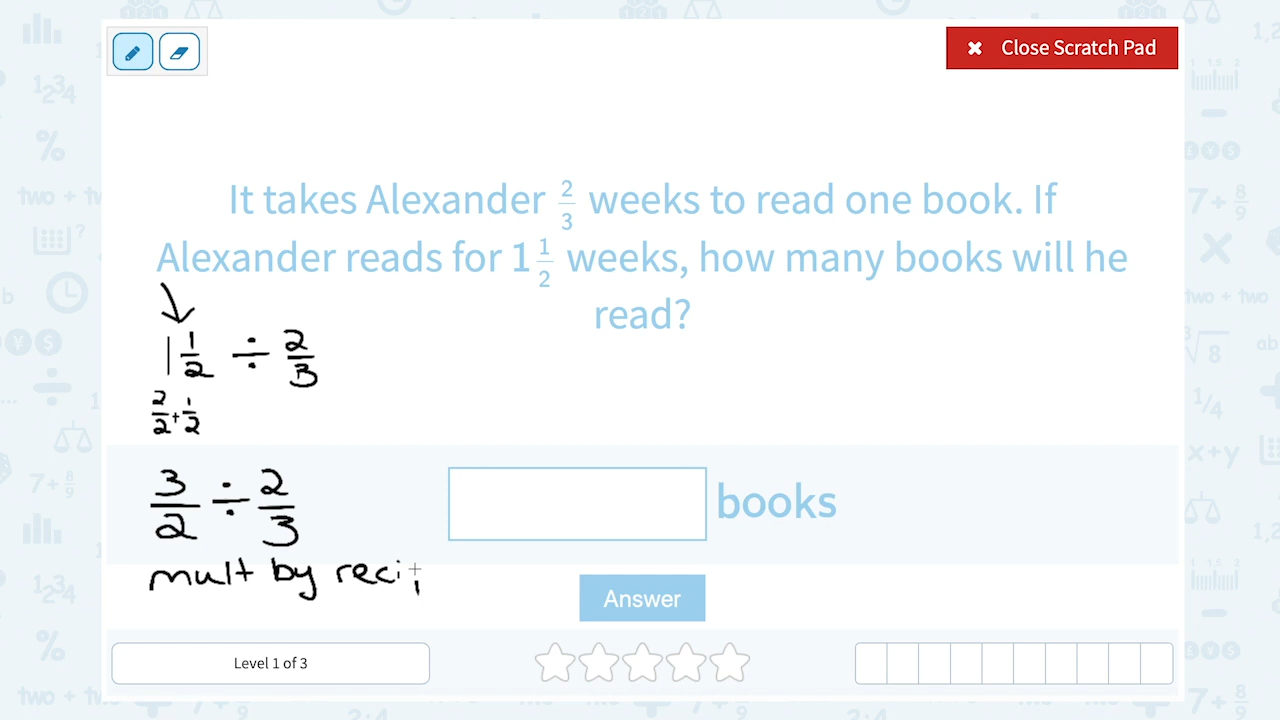 ✖ Close Scratch Pad
It takes Alexander 2/3 weeks to read one book. If
Alexander reads for 1 1/2 weeks, how many books will he
read?
1 1/2 ÷ 2/3
2/2 + 1/2
3/2 ÷ 2/3
mult by reci
books
Answer
Level 1 of 3